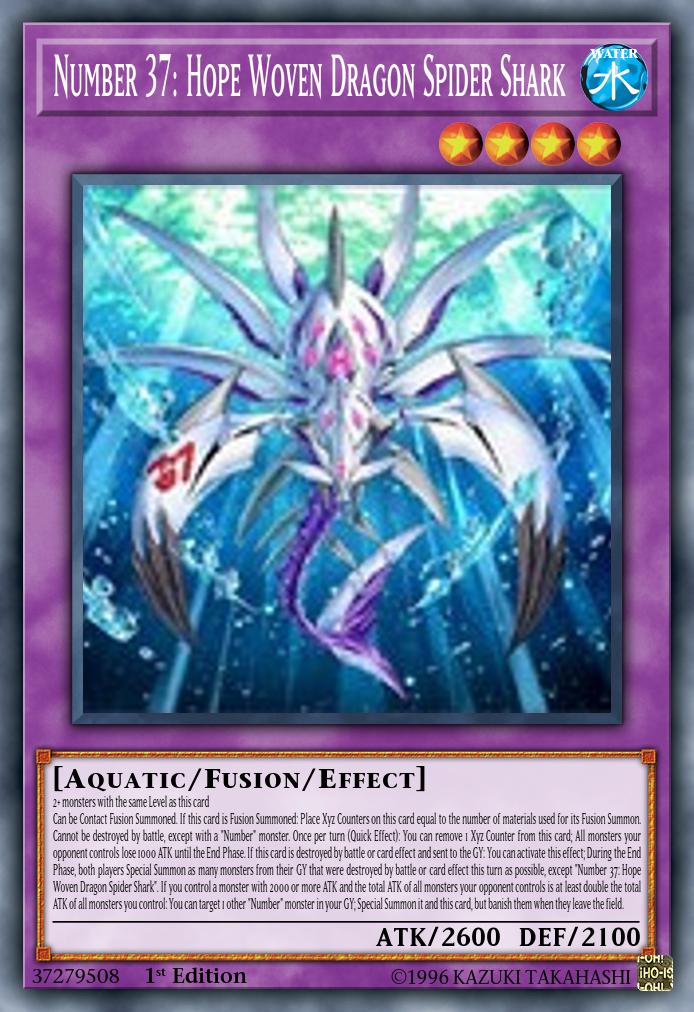 Number 37: Hope Woven Dragon Spider Shark
WATER
水
37
[Aquatic/Fusion/Effect]
2+ monsters with the same Level as this card
Can be Contact Fusion Summoned. If this card is Fusion Summoned: Place Xyz Counters on this card equal to the number of materials used for its Fusion Summon.
Cannot be destroyed by battle, except with a "Number" monster. Once per turn (Quick Effect): You can remove 1 Xyz Counter from this card; All monsters your
opponent controls lose 1000 ATK until the End Phase. If this card is destroyed by battle or card effect and sent to the GY: You can activate this effect; During the End
Phase, both players Special Summon as many monsters from their GY that were destroyed by battle or card effect this turn as possible, except "Number 37: Hope
Woven Dragon Spider Shark". If you control a monster with 2000 or more ATK and the total ATK of all monsters your opponent controls is at least double the total
ATK of all monsters you control: You can target 1 other "Number" monster in your GY; Special Summon it and this card, but banish them when they leave the field.
ATK/2600 DEF/2100
37279508 1st Edition ©1996 KAZUKI TAKAHASHI